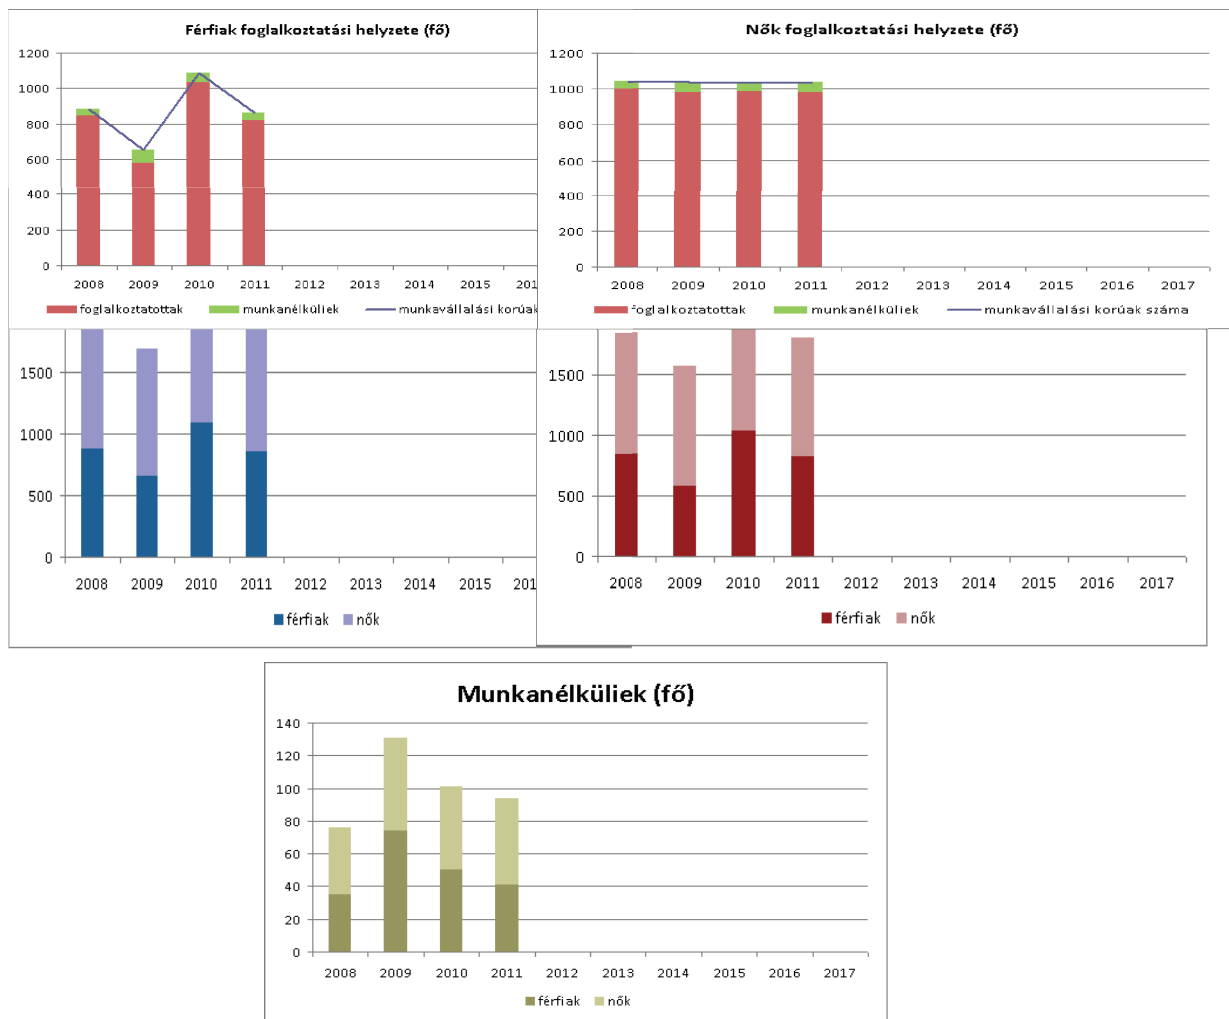 Férfiak foglalkoztatási helyzete (fő)
1200
1000
800
600
400
200
0
2008 2009 2010 2011 2012 2013 2014 2015 201
foglalkoztatottak munkanélküliek munkavállalási korúak
Nők foglalkoztatási helyzete (fő)
1200
1000
800
600
400
200
0
2008 2009 2010 2011 2012 2013 2014 2015 2016 2017
foglalkoztatottak munkanélküliek munkavállalási korúak száma
1500
1000
500
0
2008 2009 2010 2011 2012 2013 2014 2015 201
férfiak nők
1500
1000
500
0
2008 2009 2010 2011 2012 2013 2014 2015 2016 2017
férfiak nők
Munkanélküliek (fő)
140
120
100
80
60
40
20
0
2008 2009 2010 2011 2012 2013 2014 2015 2016 2017
férfiak nők